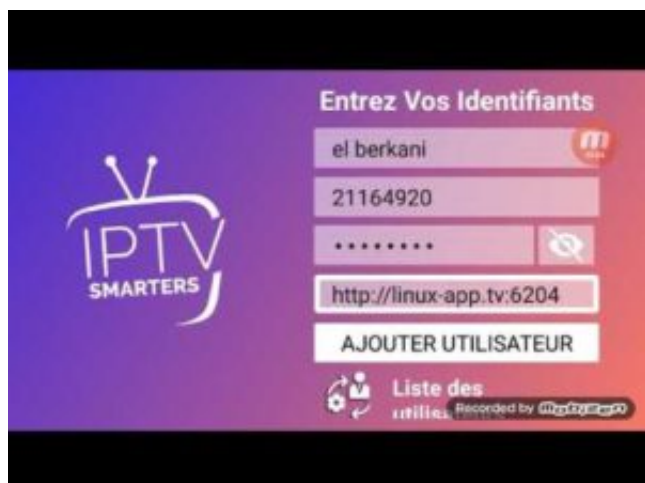 Entrez Vos Identifiants
el berkani
21164920
••••••••
http://linux-app.tv:6204
AJOUTER UTILISATEUR
Liste des
Recorded by
IPTV
SMARTERS